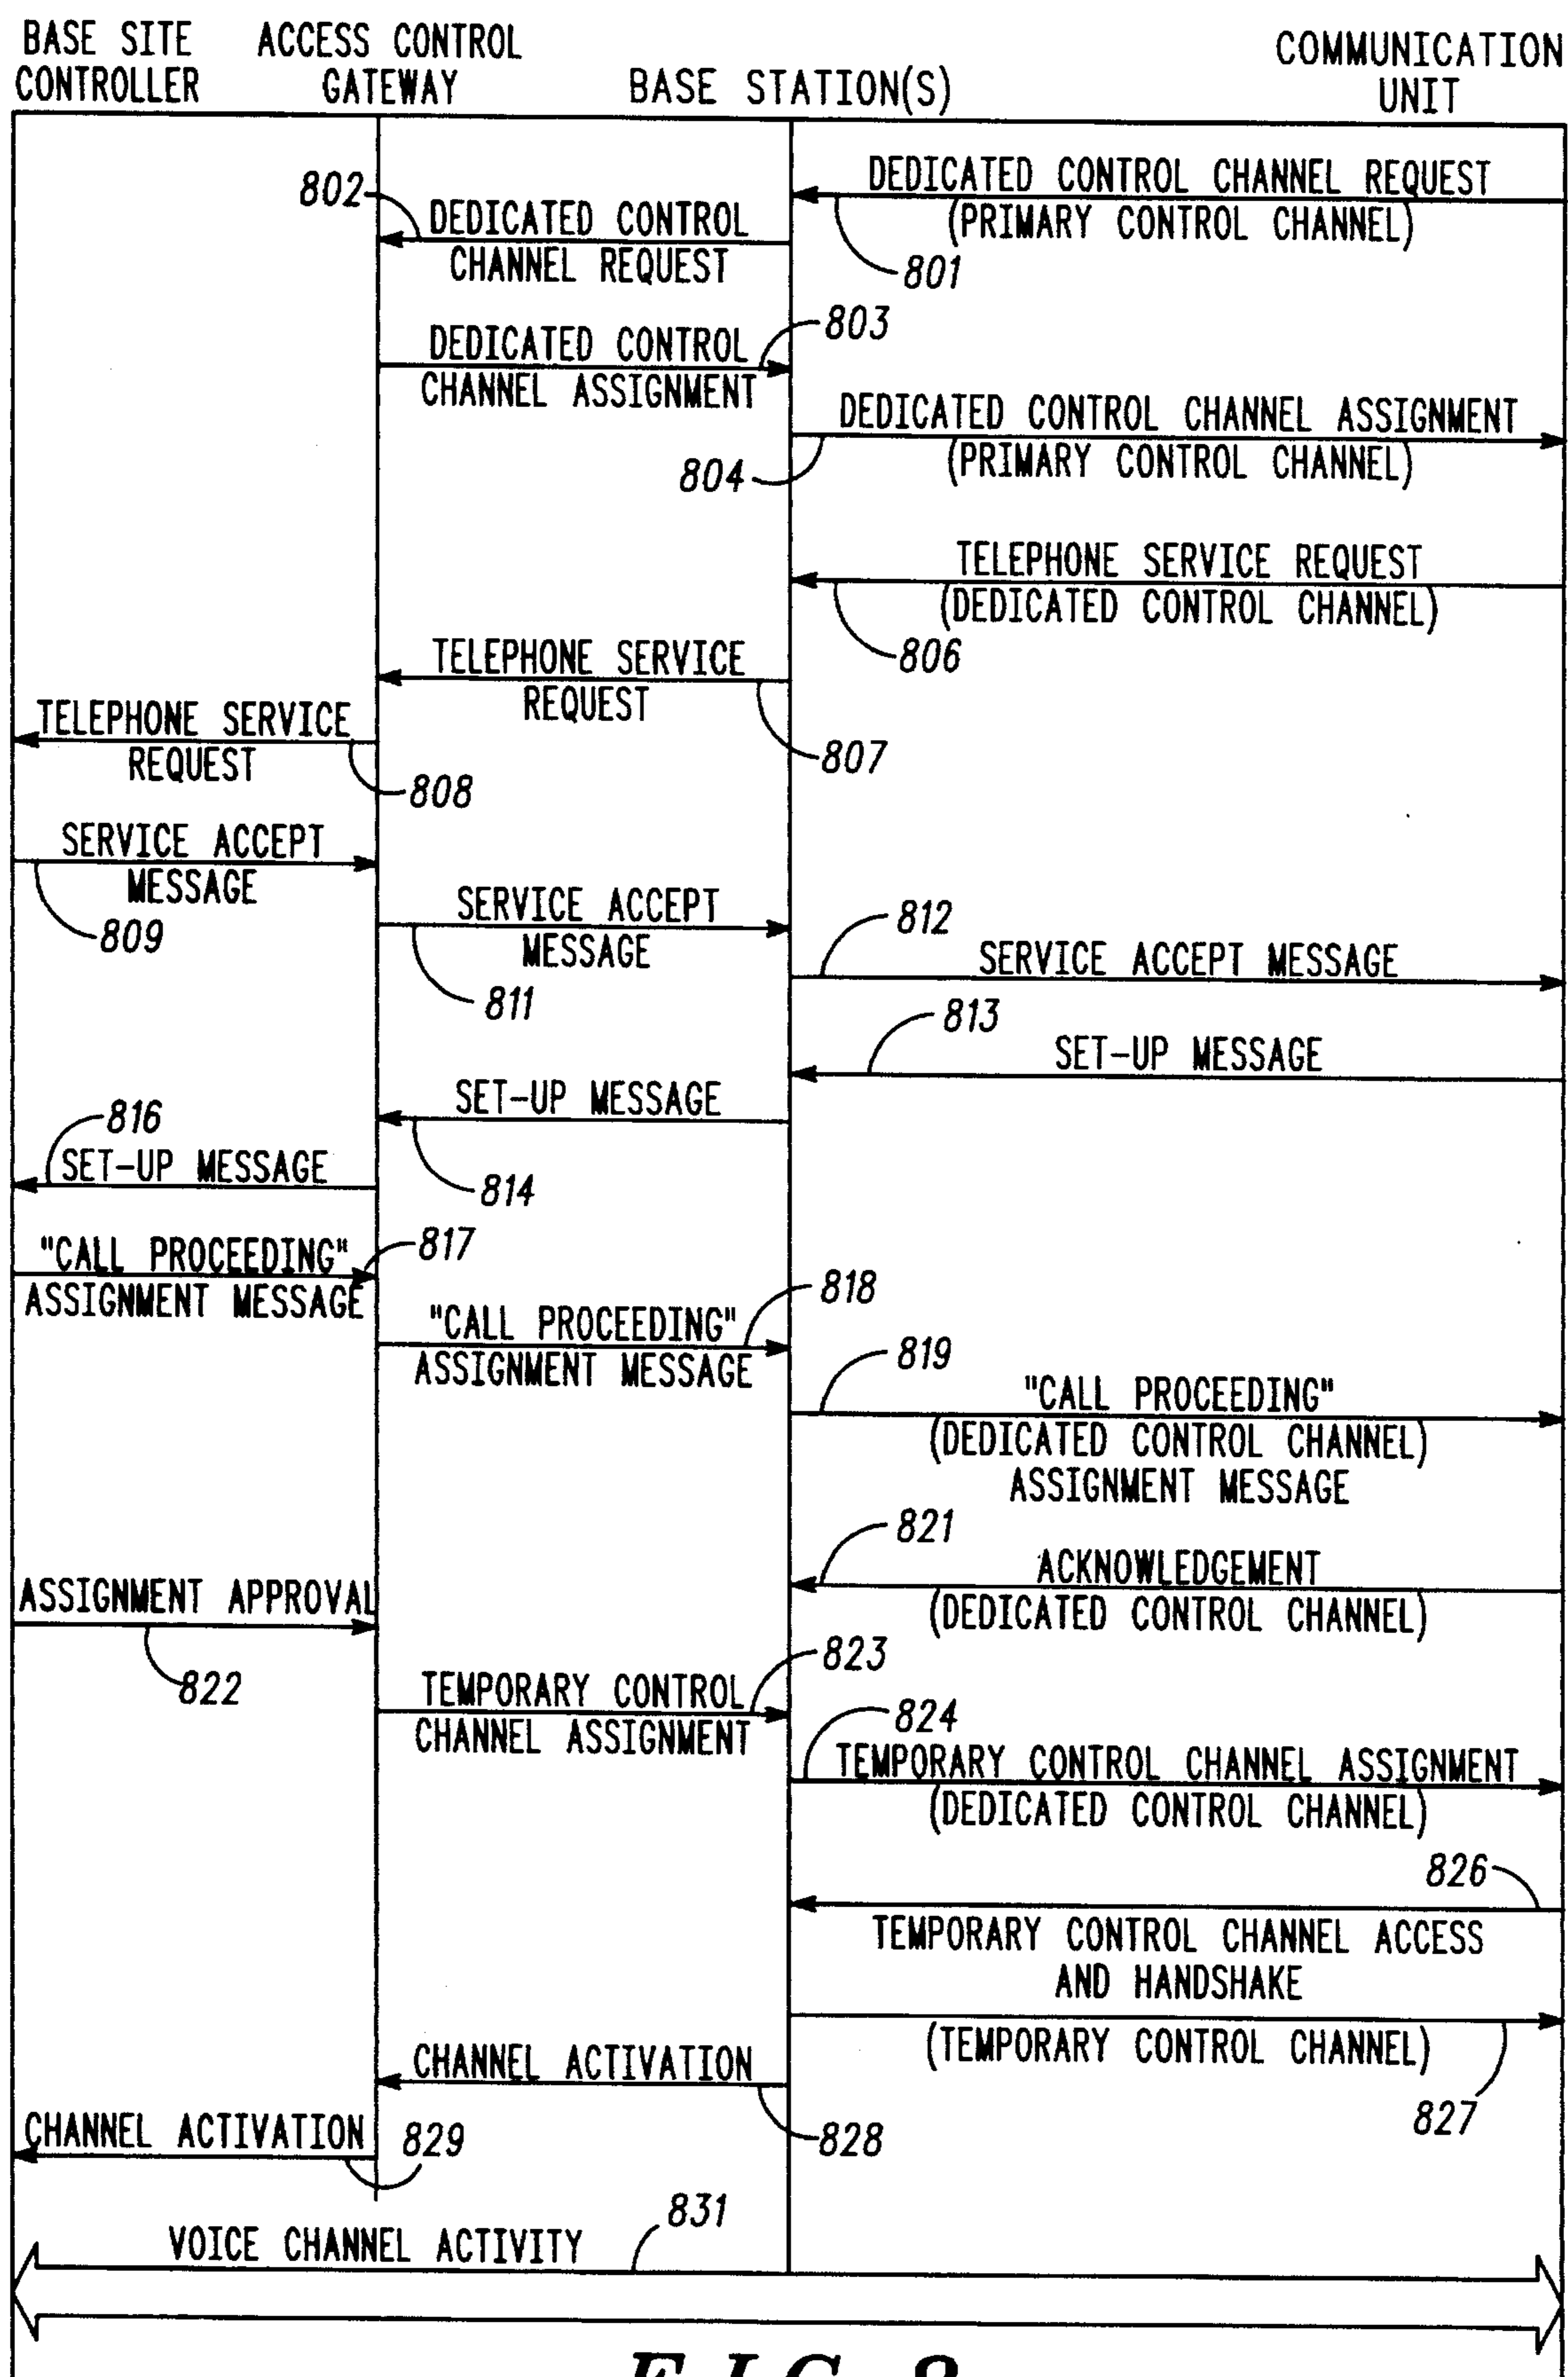 BASE SITE
CONTROLLER
ACCESS CONTROL
GATEWAY
BASE STATION(S)
COMMUNICATION
UNIT
DEDICATED CONTROL CHANNEL REQUEST
(PRIMARY CONTROL CHANNEL)
801
802
DEDICATED CONTROL
CHANNEL REQUEST
803
DEDICATED CONTROL
CHANNEL ASSIGNMENT
DEDICATED CONTROL CHANNEL ASSIGNMENT
(PRIMARY CONTROL CHANNEL)
804
TELEPHONE SERVICE REQUEST
(DEDICATED CONTROL CHANNEL)
806
TELEPHONE SERVICE
REQUEST
807
TELEPHONE SERVICE
REQUEST
808
SERVICE ACCEPT
MESSAGE
809
SERVICE ACCEPT
MESSAGE
811
812
SERVICE ACCEPT MESSAGE
813
SET-UP MESSAGE
SET-UP MESSAGE
814
816
SET-UP MESSAGE
"CALL PROCEEDING"
ASSIGNMENT MESSAGE
817
818
"CALL PROCEEDING"
ASSIGNMENT MESSAGE
819
"CALL PROCEEDING"
(DEDICATED CONTROL CHANNEL)
ASSIGNMENT MESSAGE
821
ACKNOWLEDGEMENT
(DEDICATED CONTROL CHANNEL)
ASSIGNMENT APPROVAL
822
823
TEMPORARY CONTROL
CHANNEL ASSIGNMENT
824
TEMPORARY CONTROL CHANNEL ASSIGNMENT
(DEDICATED CONTROL CHANNEL)
826
TEMPORARY CONTROL CHANNEL ACCESS
AND HANDSHAKE
(TEMPORARY CONTROL CHANNEL)
827
CHANNEL ACTIVATION
828
CHANNEL ACTIVATION
829
831
VOICE CHANNEL ACTIVITY